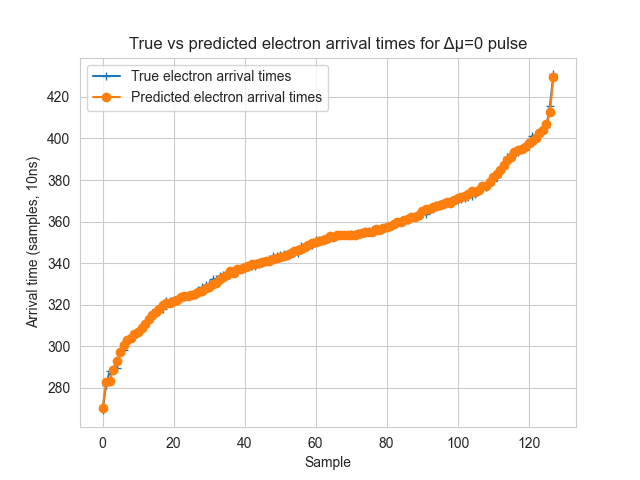 True vs predicted electron arrival times for Δμ=0 pulse
True electron arrival times
Predicted electron arrival times
420
400
380
360
340
320
300
280
Arrival time (samples, 10ns)
0 20 40 60 80 100 120
Sample